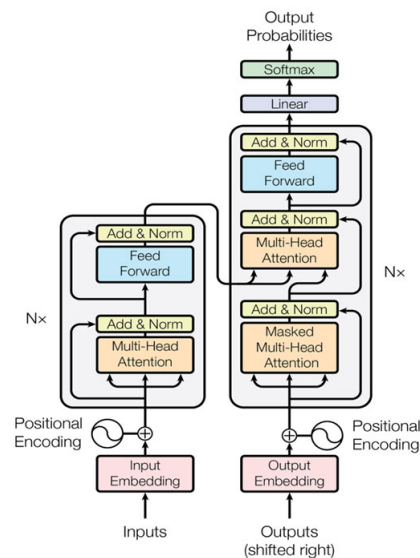 Output
Probabilities
Softmax
Linear
Add & Norm
Feed
Forward
Add & Norm
Multi-Head
Attention
Add & Norm
Masked
Multi-Head
Attention
N×
Positional
Encoding
Output
Embedding
Outputs
(shifted right)
Add & Norm
Feed
Forward
N×
Add & Norm
Multi-Head
Attention
Positional
Encoding
Input
Embedding
Inputs